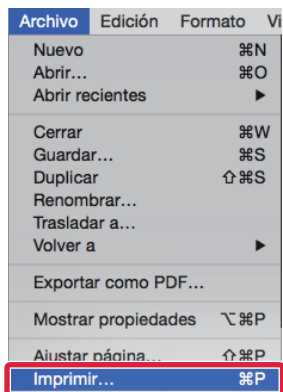 Archivo Edición Formato Vi
Nuevo ⌘N
Abrir... ⌘O
Abrir recientes ▶
Cerrar ⌘W
Guardar... ⌘S
Duplicar ⇧⌘S
Renombrar...
Trasladar a...
Volver a ▶
Exportar como PDF...
Mostrar propiedades ⌥⌘P
Ajustar página... ⇧⌘P
Imprimir... ⌘P